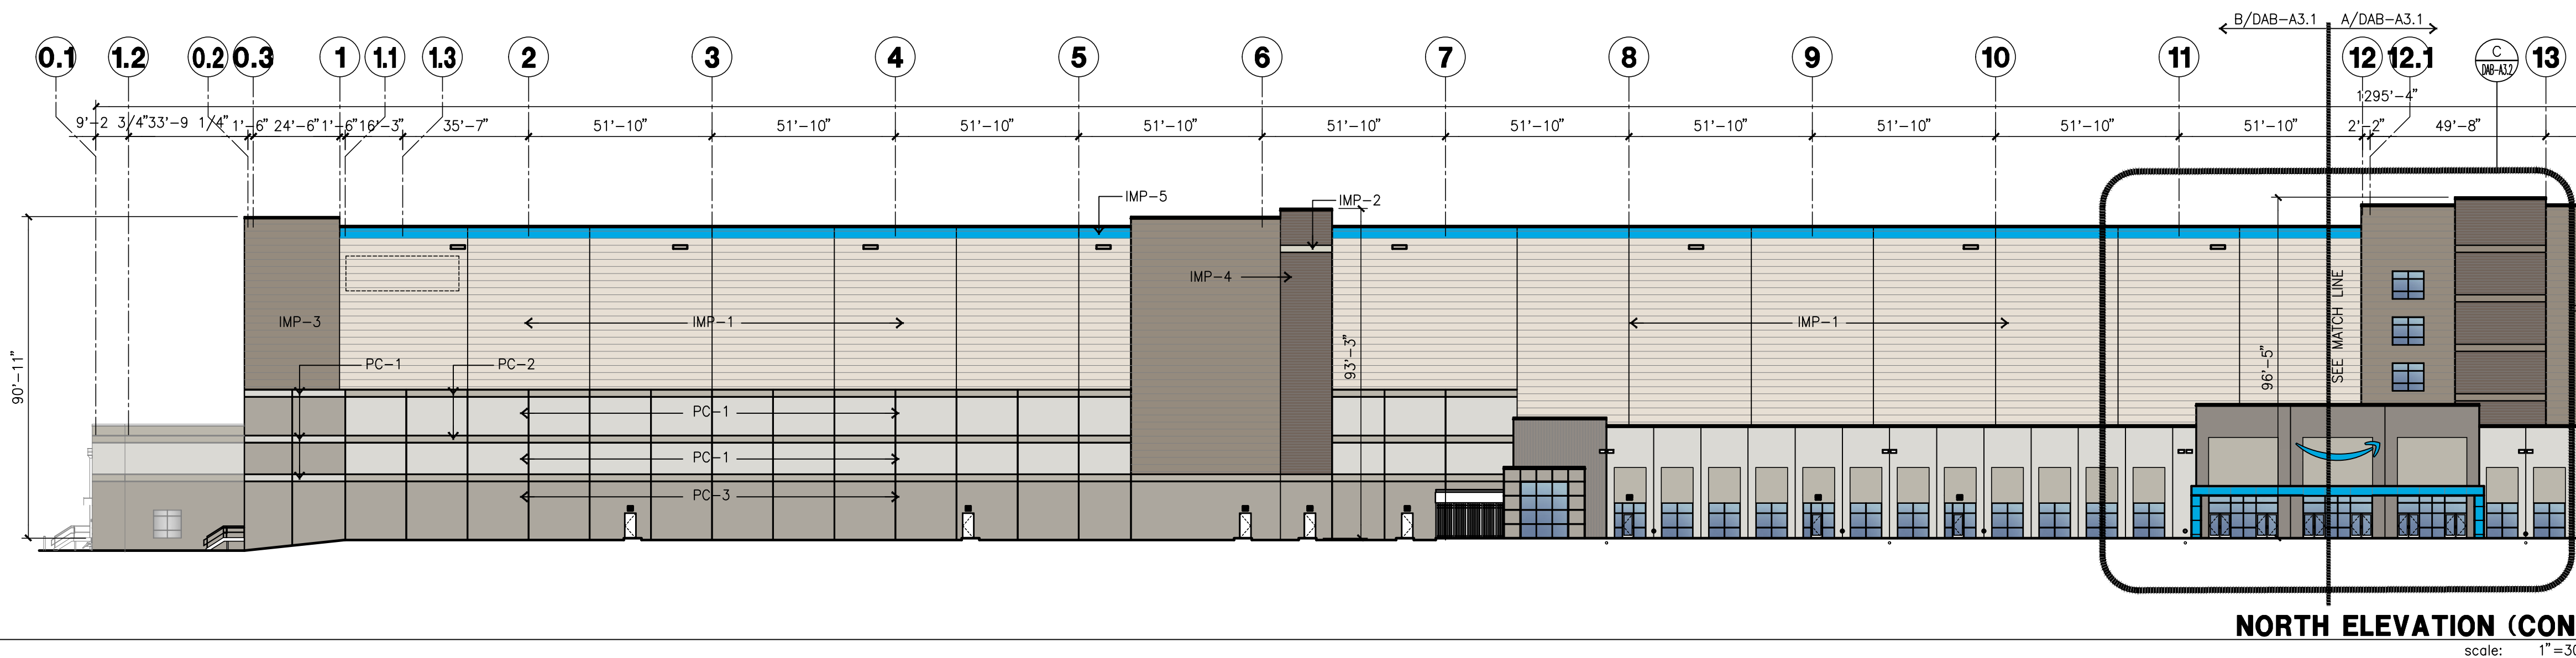 B/DAB-A3.1 A/DAB-A3.1
0.1 1.2 0.2 0.3 1 1.1 1.3 2 3 4 5 6 7 8 9 10 11 12 12.1 C 13
DAB-A3.2
1295'-4"
9'-2 3/4" 33'-9 1/4" 1'-6" 24'-6" 1'-6" 16'-3" 35'-7" 51'-10" 51'-10" 51'-10" 51'-10" 51'-10" 51'-10" 51'-10" 51'-10" 51'-10" 51'-10" 2'-2" 49'-8"
IMP-5
IMP-2
IMP-4
IMP-3 IMP-1 IMP-1
SEE MATCH LINE
90'-11"
93'-3"
96'-5"
PC-1 PC-2
PC-1
PC-1
PC-3
NORTH ELEVATION (CON
scale: 1"=30